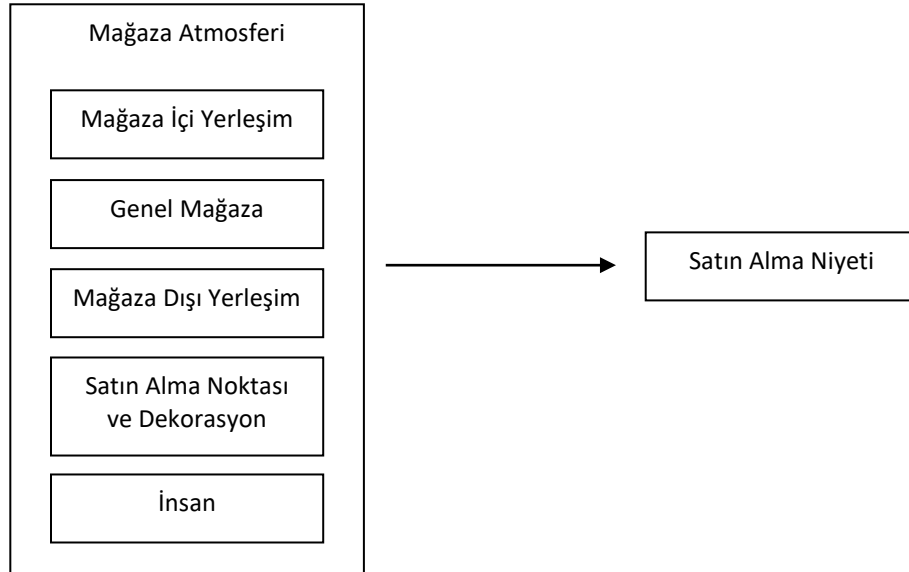 Mağaza Atmosferi
Mağaza İçi Yerleşim
Genel Mağaza
Mağaza Dışı Yerleşim
Satın Alma Noktası
ve Dekorasyon
İnsan
Satın Alma Niyeti